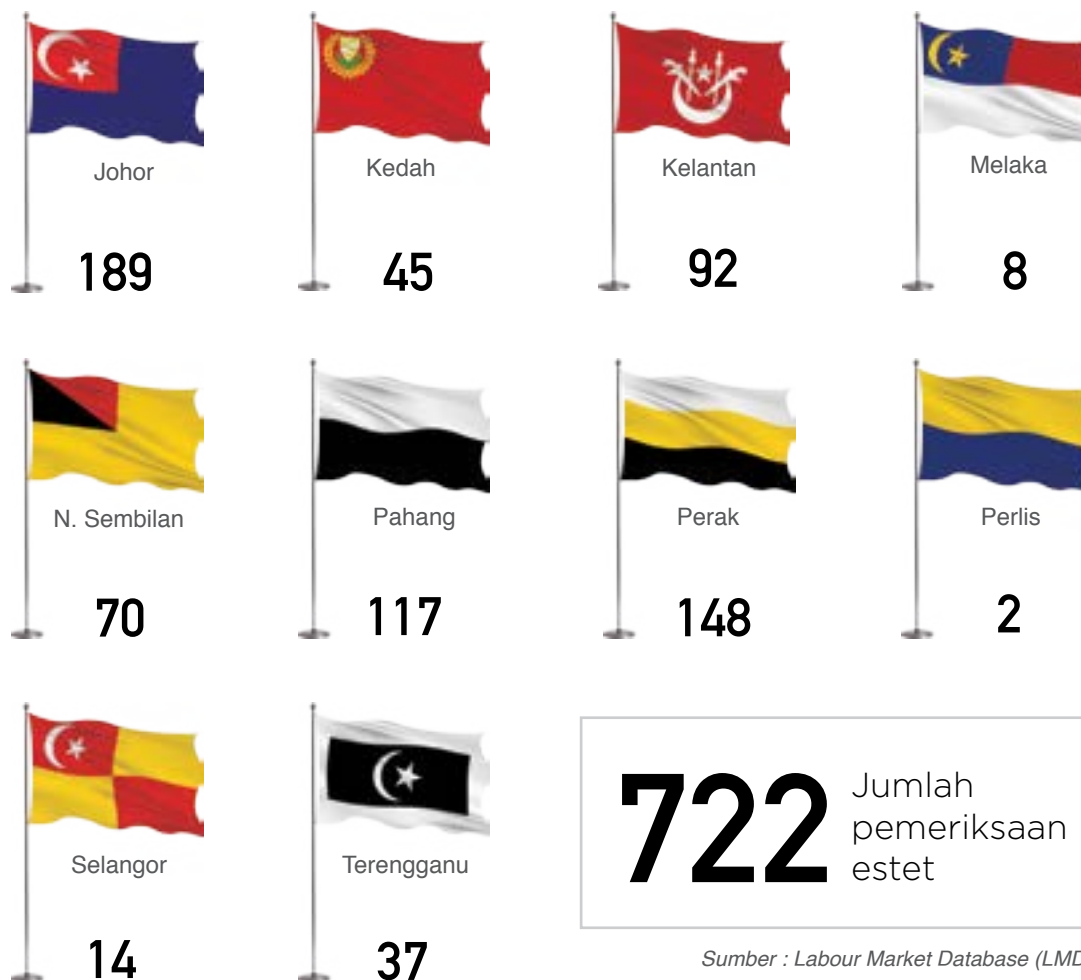 Johor
189
Kedah
45
Kelantan
92
Melaka
8
N. Sembilan
70
Pahang
117
Perak
148
Perlis
2
Selangor
14
Terengganu
37
722
Jumlah
pemeriksaan
estet
Sumber : Labour Market Database (LMD